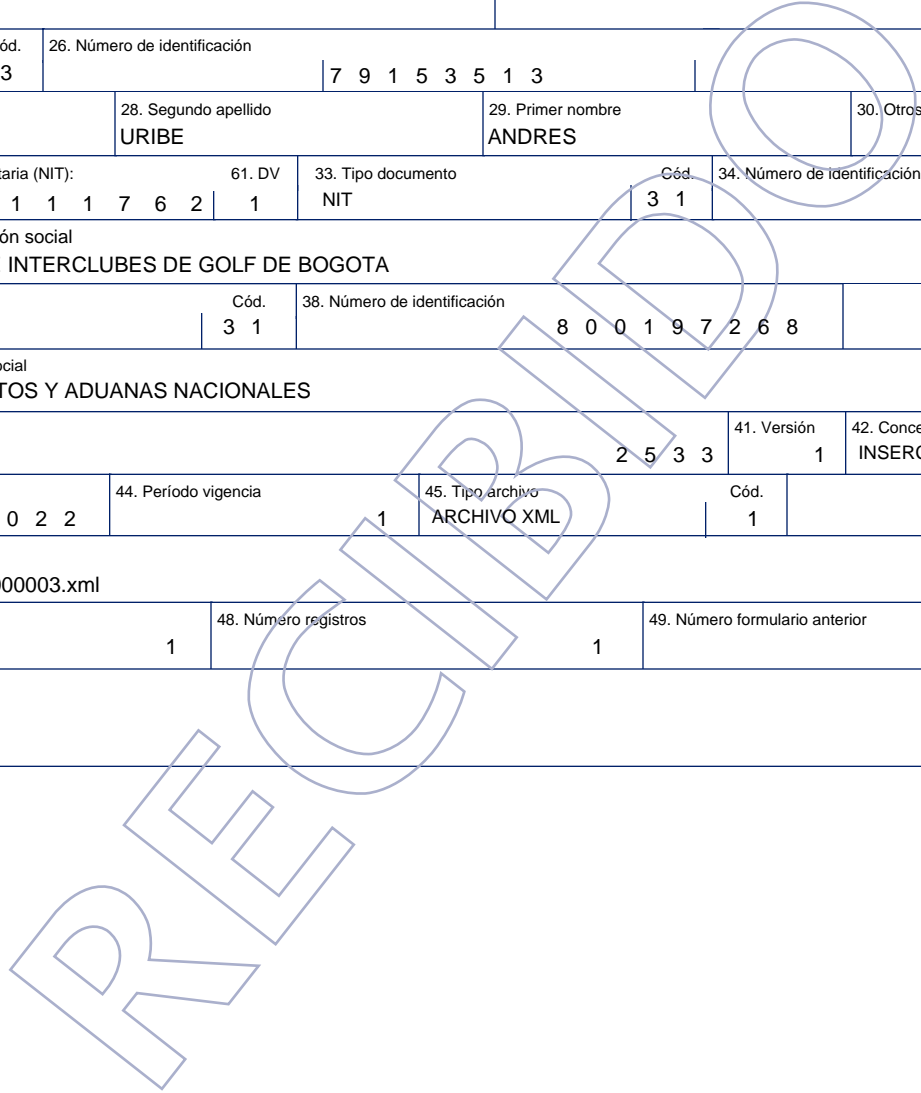 ód. 26. Número de identificación
3 7 9 1 5 3 5 1 3
28. Segundo apellido 29. Primer nombre 30. Otros
URIBE ANDRES
taria (NIT): 61. DV 33. Tipo documento Cód. 34. Número de identificación
1 1 1 7 6 2 1 NIT 3 1
ón social
INTERCLUBES DE GOLF DE BOGOTA
Cód. 38. Número de identificación
3 1 8 0 0 1 9 7 2 6 8
ocial
TOS Y ADUANAS NACIONALES
41. Versión 42. Conce
2 5 3 3 1 INSERC
44. Período vigencia 45. Tipo archivo Cód.
0 2 2 1 ARCHIVO XML 1
00003.xml
48. Número registros 49. Número formulario anterior
1 1
RECIBIDO